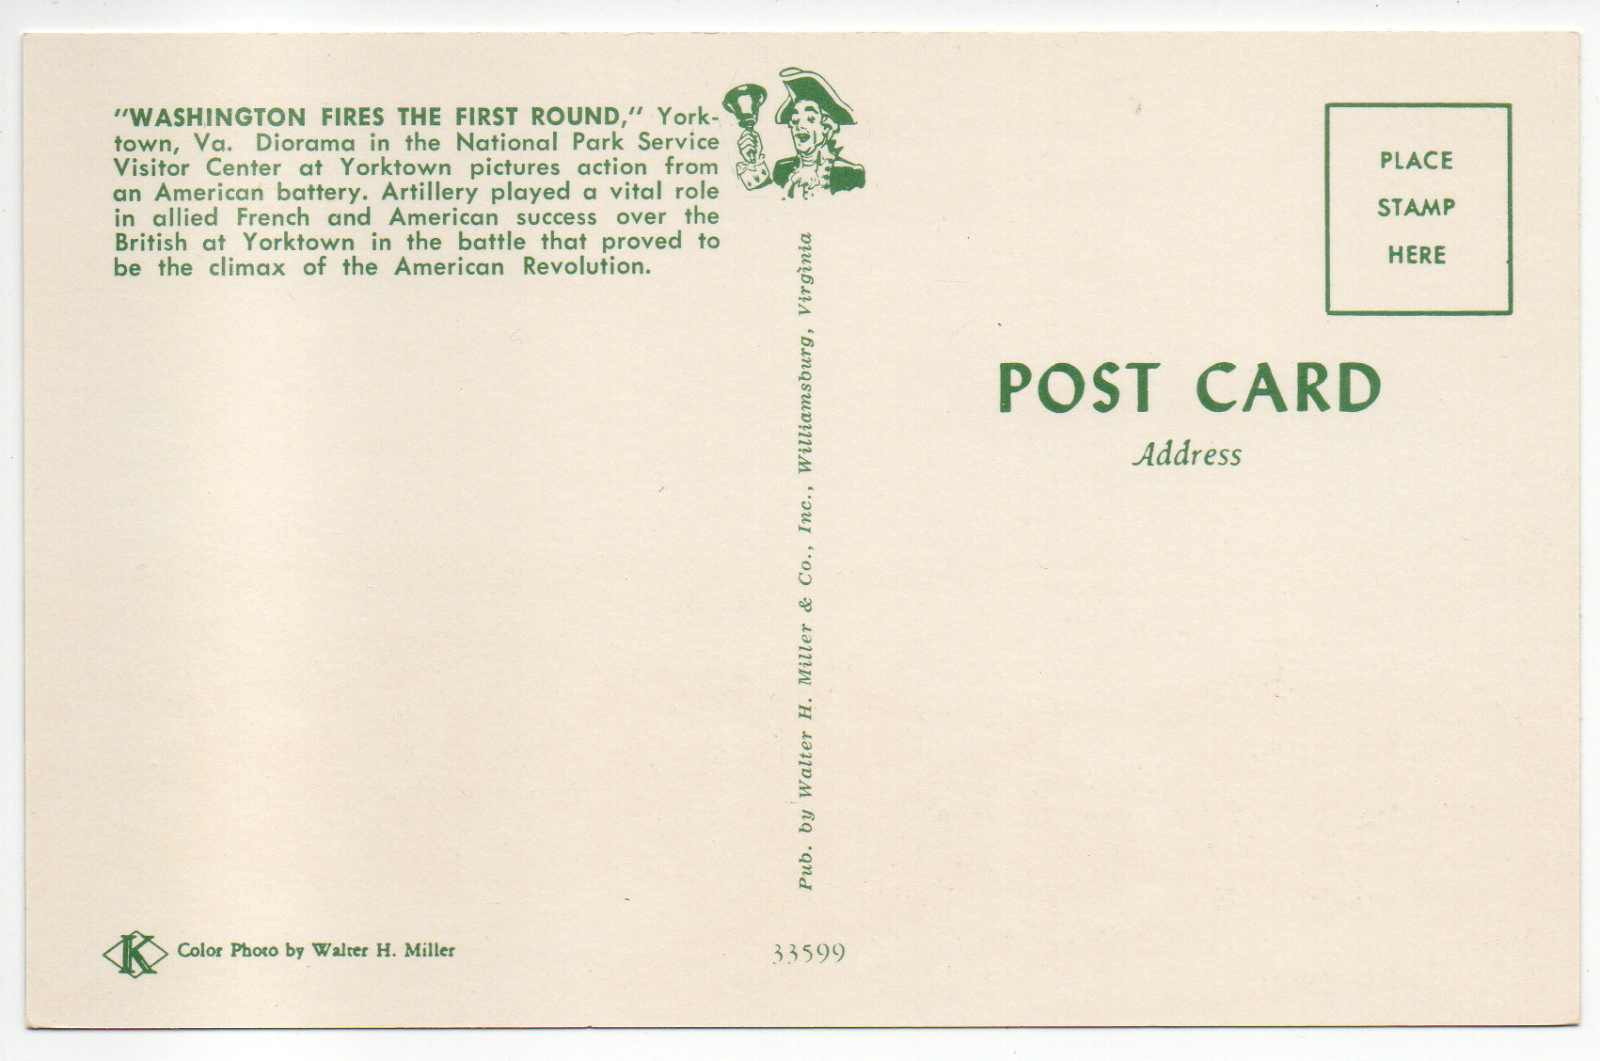 "WASHINGTON FIRES THE FIRST ROUND," York-
town, Va. Diorama in the National Park Service
Visitor Center at Yorktown pictures action from
an American battery. Artillery played a vital role
in allied French and American success over the
British at Yorktown in the battle that proved to
be the climax of the American Revolution.
Pub. by Walter H. Miller & Co., Inc., Williamsburg, Virginia
PLACE
STAMP
HERE
POST CARD
Address
K Color Photo by Walter H. Miller
33599